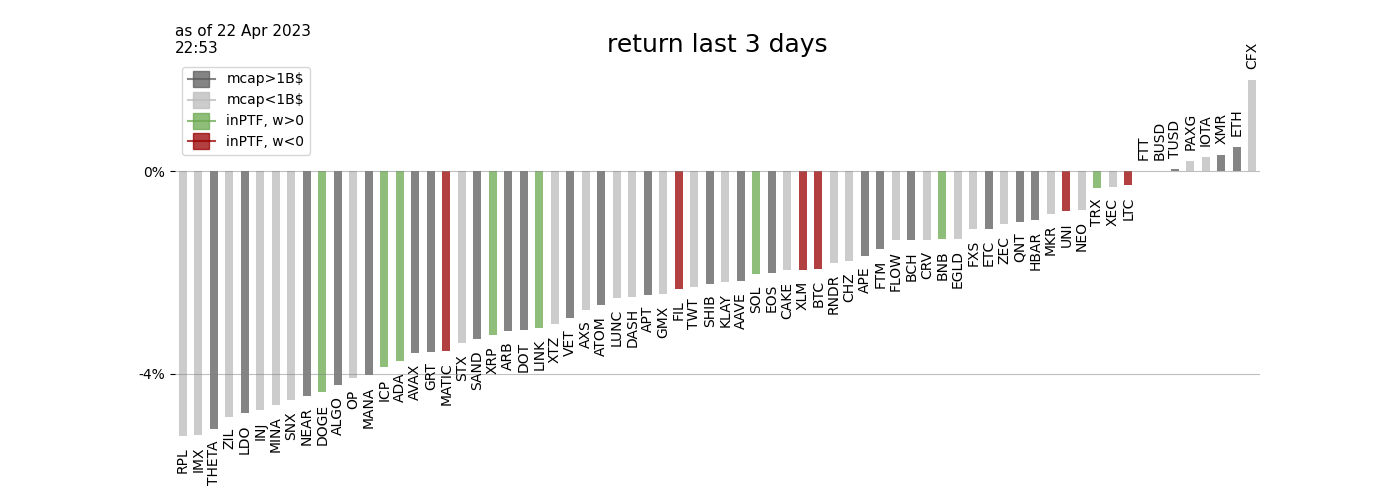 as of 22 Apr 2023
22:53
return last 3 days
mcap>1B$
mcap<1B$
inPTF, w>0
inPTF, w<0
0%
-4%
RPL
IMX
THETA
ZIL
LDO
INJ
MINA
SNX
NEAR
DOGE
ALGO
OP
MANA
ICP
ADA
AVAX
GRT
MATIC
STX
SAND
XRP
ARB
DOT
LINK
XTZ
VET
AXS
ATOM
LUNC
DASH
APT
GMX
FIL
TWT
SHIB
KLAY
AAVE
SOL
EOS
CAKE
XLM
BTC
RNDR
CHZ
APE
FTM
FLOW
BCH
CRV
BNB
EGLD
FXS
ETC
ZEC
QNT
HBAR
MKR
UNI
NEO
TRX
XEC
LTC
FTT
BUSD
TUSD
PAXG
IOTA
XMR
ETH
CFX